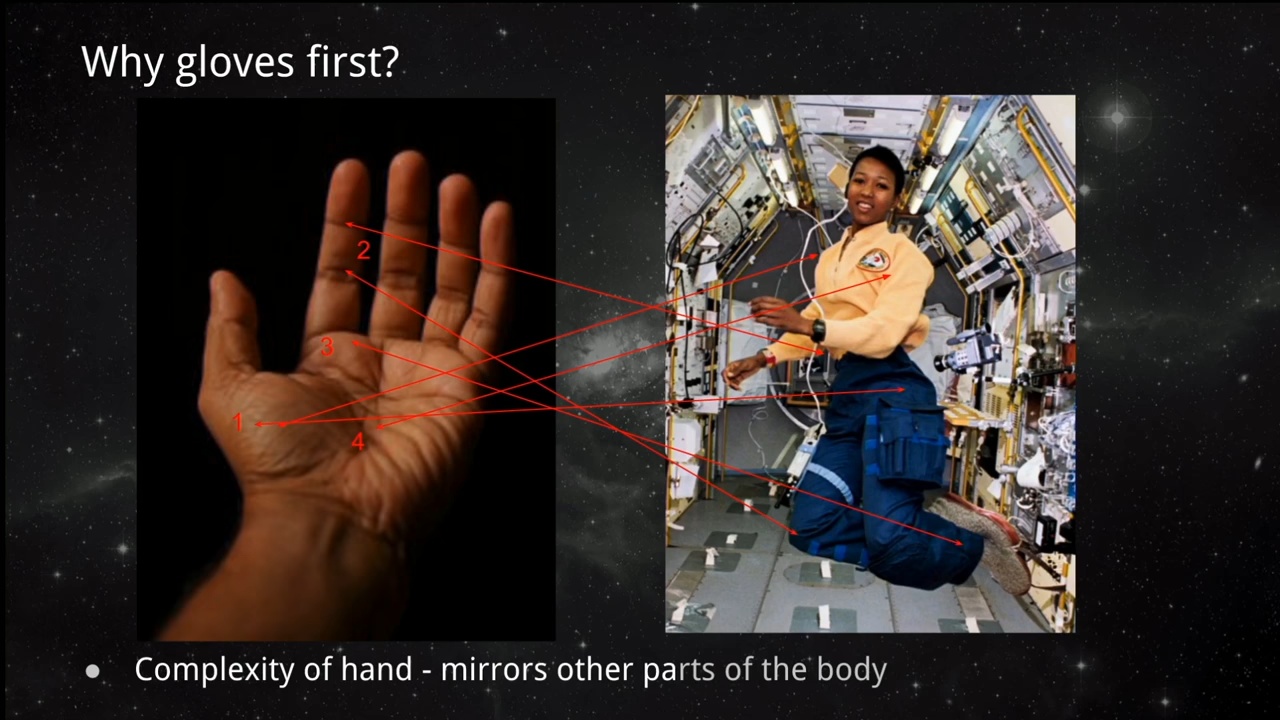 Why gloves first?
2
3
1
4
● Complexity of hand - mirrors other parts of the body